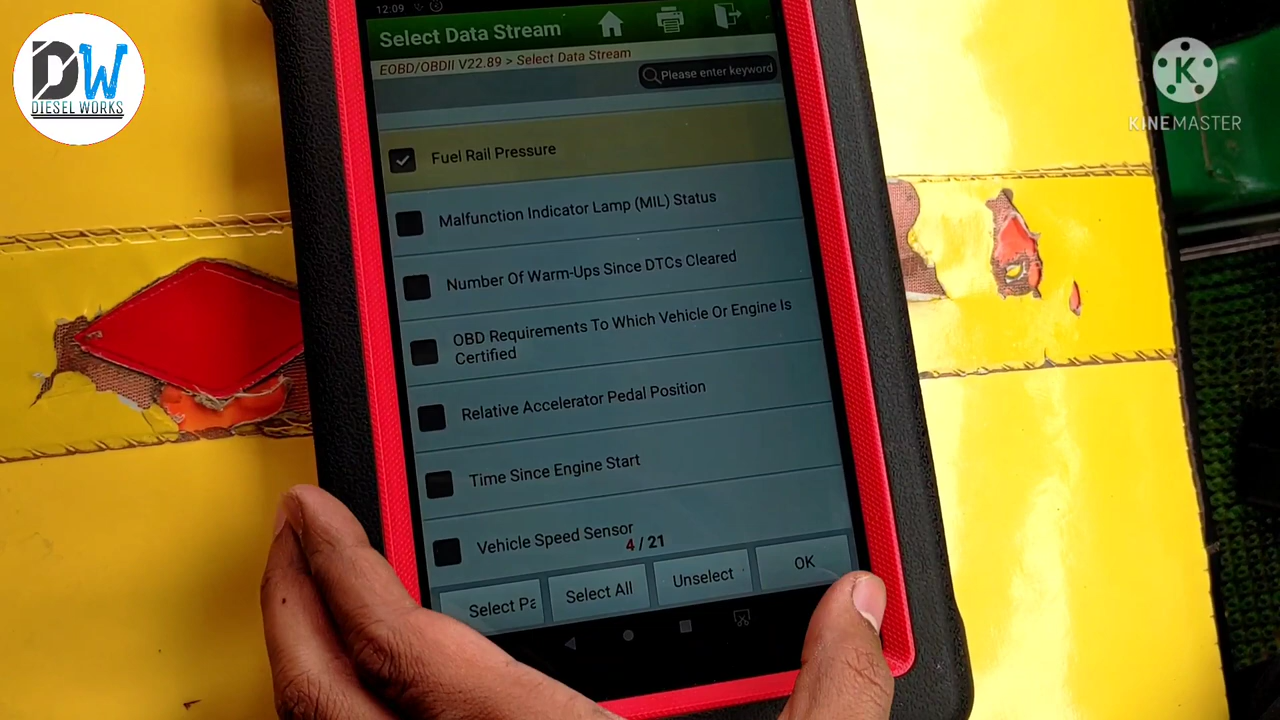 DW
DIESEL WORKS
12:09
Select Data Stream
EOBD/OBDII V22.89 > Select Data Stream
Please enter keyword
Fuel Rail Pressure
Malfunction Indicator Lamp (MIL) Status
Number Of Warm-Ups Since DTCs Cleared
OBD Requirements To Which Vehicle Or Engine Is
Certified
Relative Accelerator Pedal Position
Time Since Engine Start
Vehicle Speed Sensor
4 / 21
Select Pa
Select All
Unselect
OK
K
KINEMASTER